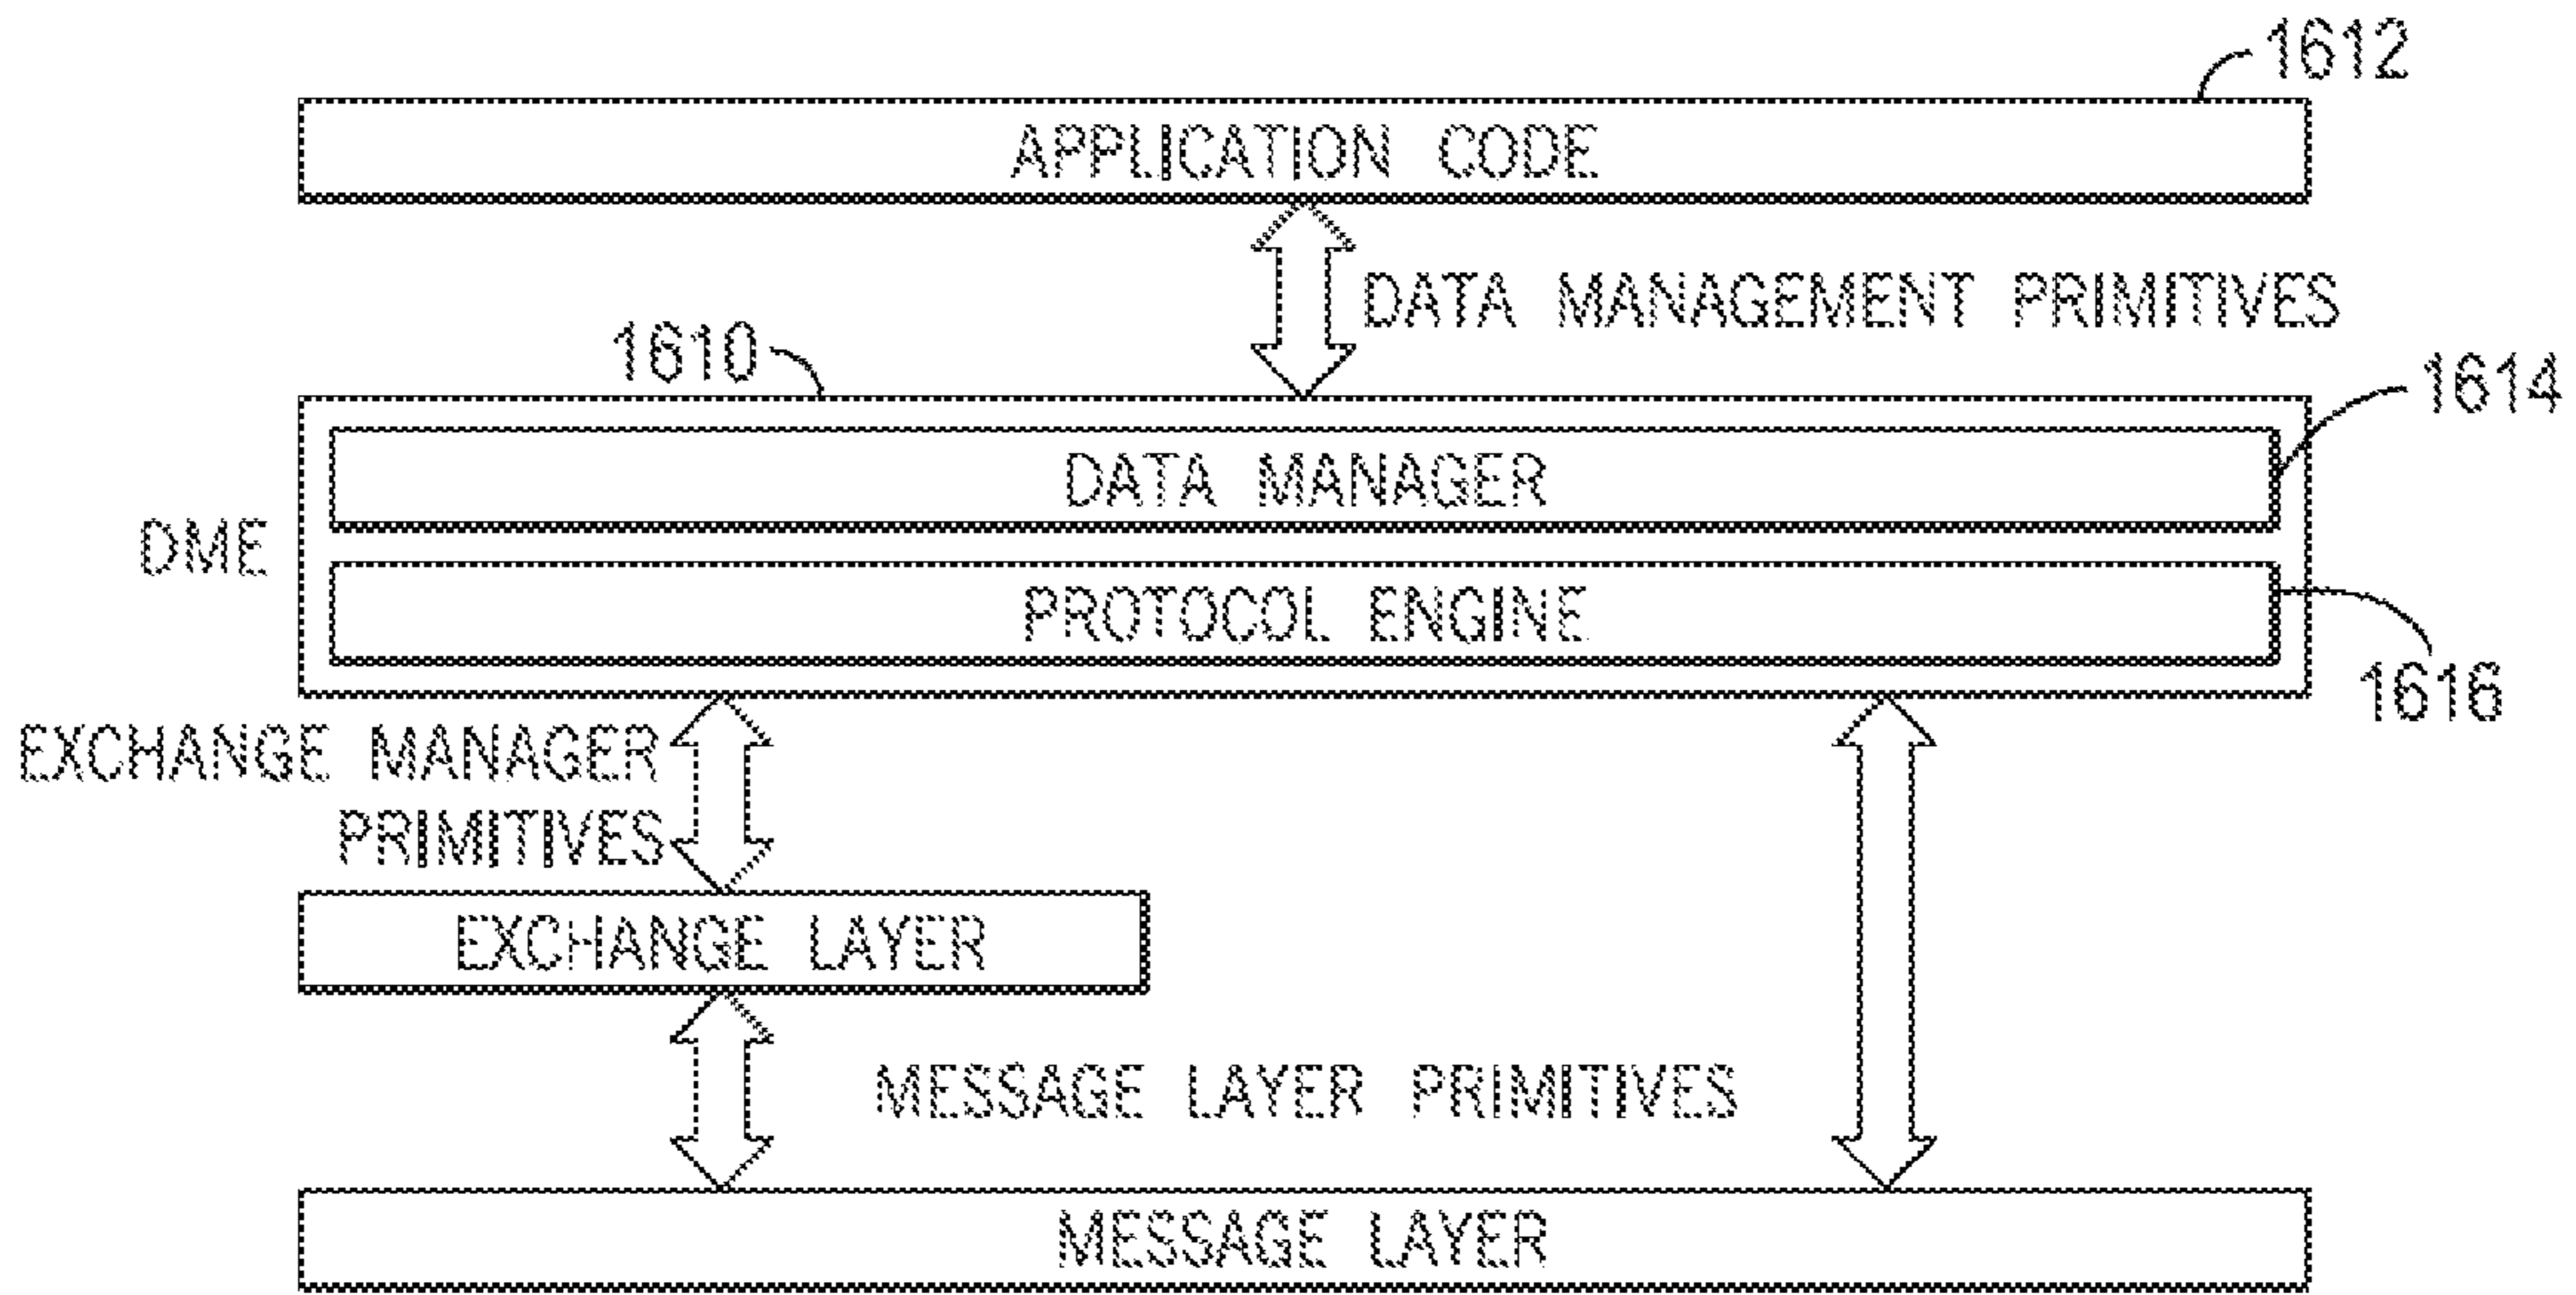 1612
APPLICATION CODE
DATA MANAGEMENT PRIMITIVES
1610
1614
DATA MANAGER
DME
PROTOCOL ENGINE
1616
EXCHANGE MANAGER
PRIMITIVES
EXCHANGE LAYER
MESSAGE LAYER PRIMITIVES
MESSAGE LAYER